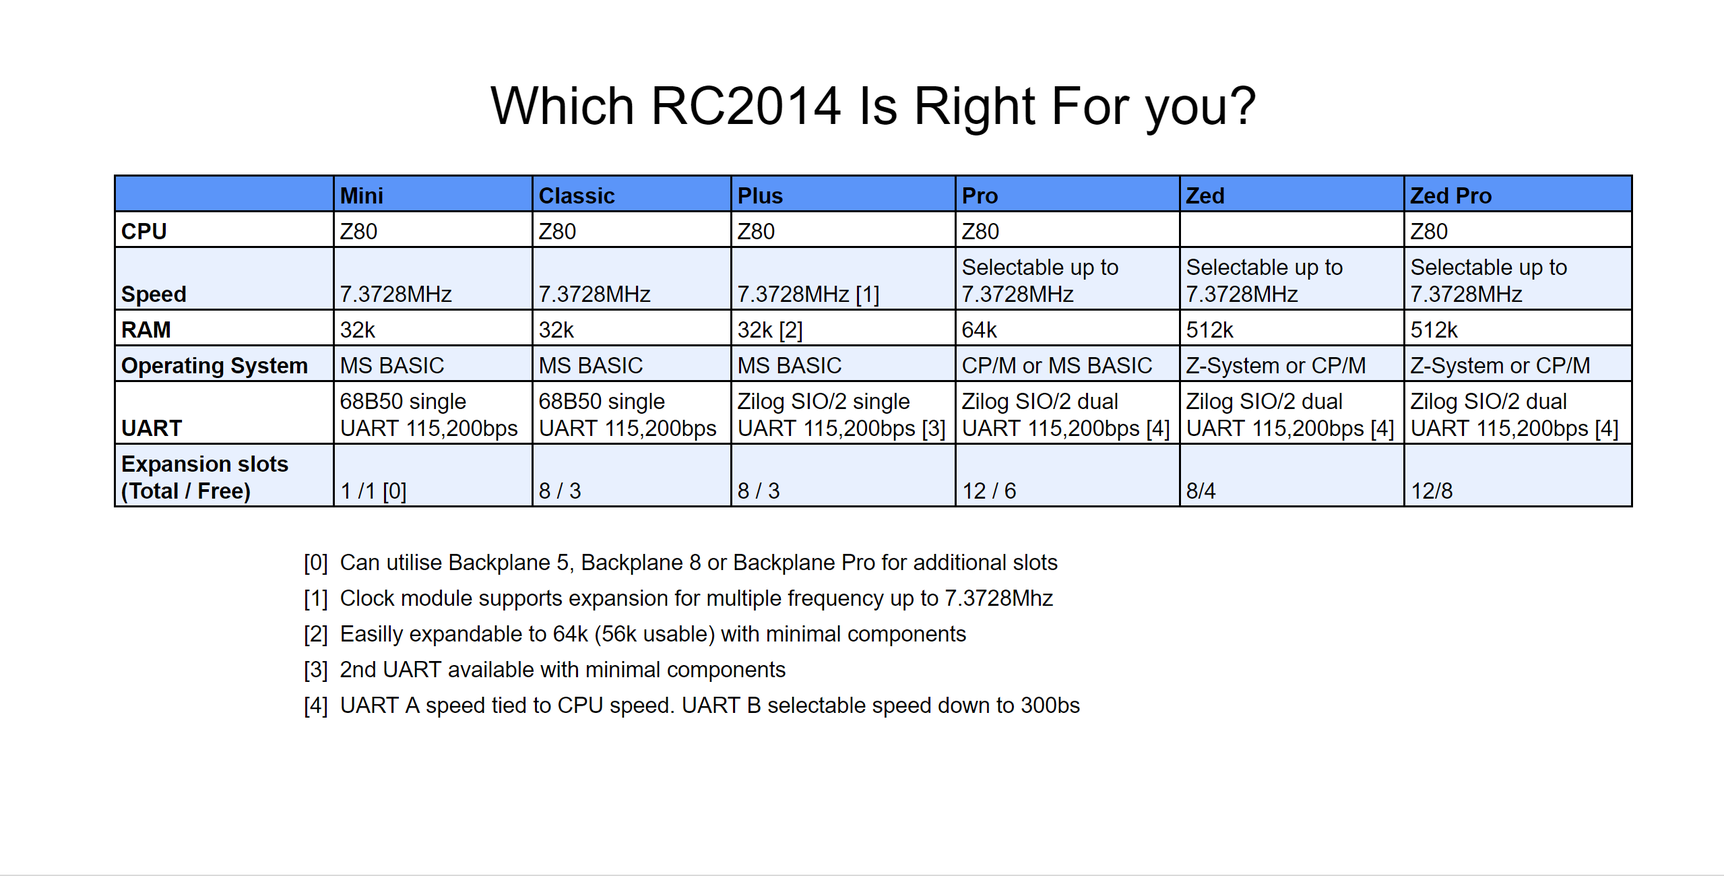 Which RC2014 Is Right For you?
Mini Classic Plus Pro Zed Zed Pro
CPU Z80 Z80 Z80 Z80 Z80
Selectable up to Selectable up to Selectable up to
Speed 7.3728MHz 7.3728MHz 7.3728MHz [1] 7.3728MHz 7.3728MHz 7.3728MHz
RAM 32k 32k 32k [2] 64k 512k 512k
Operating System MS BASIC MS BASIC MS BASIC CP/M or MS BASIC Z-System or CP/M Z-System or CP/M
68B50 single 68B50 single Zilog SIO/2 single Zilog SIO/2 dual Zilog SIO/2 dual Zilog SIO/2 dual
UART UART 115,200bps UART 115,200bps UART 115,200bps [3] UART 115,200bps [4] UART 115,200bps [4] UART 115,200bps [4]
Expansion slots
(Total / Free) 1 /1 [0] 8 / 3 8 / 3 12 / 6 8/4 12/8
[0] Can utilise Backplane 5, Backplane 8 or Backplane Pro for additional slots
[1] Clock module supports expansion for multiple frequency up to 7.3728Mhz
[2] Easilly expandable to 64k (56k usable) with minimal components
[3] 2nd UART available with minimal components
[4] UART A speed tied to CPU speed. UART B selectable speed down to 300bs